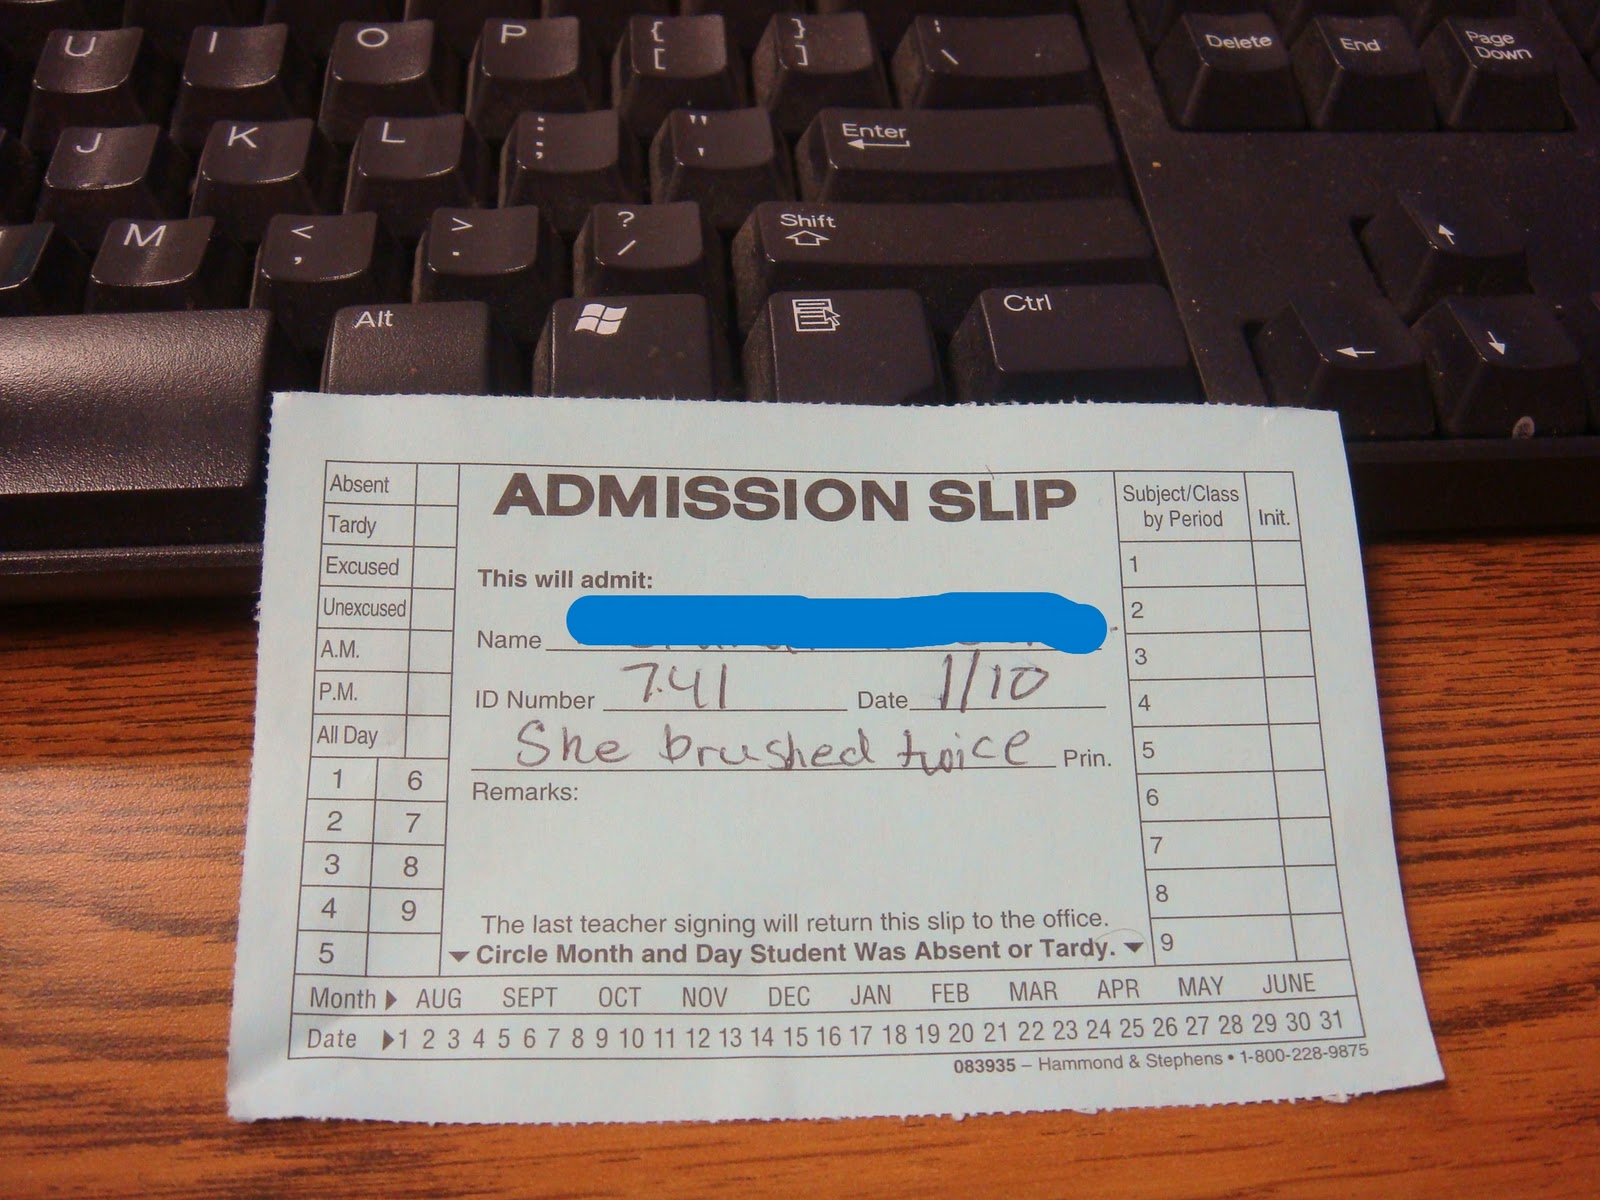 U I O P { [ } ] ¦ \ Delete End Page Down
J K L : ; " ' Enter
M < , > . ? / Shift
Alt Ctrl
ADMISSION SLIP
This will admit:
Name
ID Number 7:41 Date 1/10
She brushed twice Prin.
Remarks:
The last teacher signing will return this slip to the office.
Circle Month and Day Student Was Absent or Tardy.
Absent
Tardy
Excused
Unexcused
A.M.
P.M.
All Day
1 6
2 7
3 8
4 9
5
Subject/Class by Period Init.
1
2
3
4
5
6
7
8
9
Month AUG SEPT OCT NOV DEC JAN FEB MAR APR MAY JUNE
Date 1 2 3 4 5 6 7 8 9 10 11 12 13 14 15 16 17 18 19 20 21 22 23 24 25 26 27 28 29 30 31
083935 – Hammond & Stephens • 1-800-228-9875